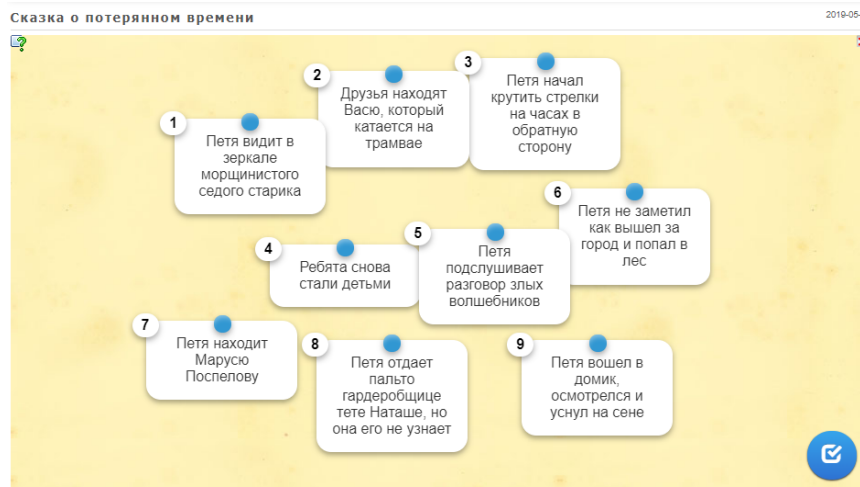 Сказка о потерянном времени
2019-05-
1
Петя видит в
зеркале
морщинистого
седого старика
2
Друзья находят
Васю, который
катается на
трамвае
3
Петя начал
крутить стрелки
на часах в
обратную
сторону
4
Ребята снова
стали детьми
5
Петя
подслушивает
разговор злых
волшебников
6
Петя не заметил
как вышел за
город и попал в
лес
7
Петя находит
Марусю
Поспелову
8
Петя отдает
пальто
гардеробщице
тете Наташе, но
она его не узнает
9
Петя вошел в
домик,
осмотрелся и
уснул на сене